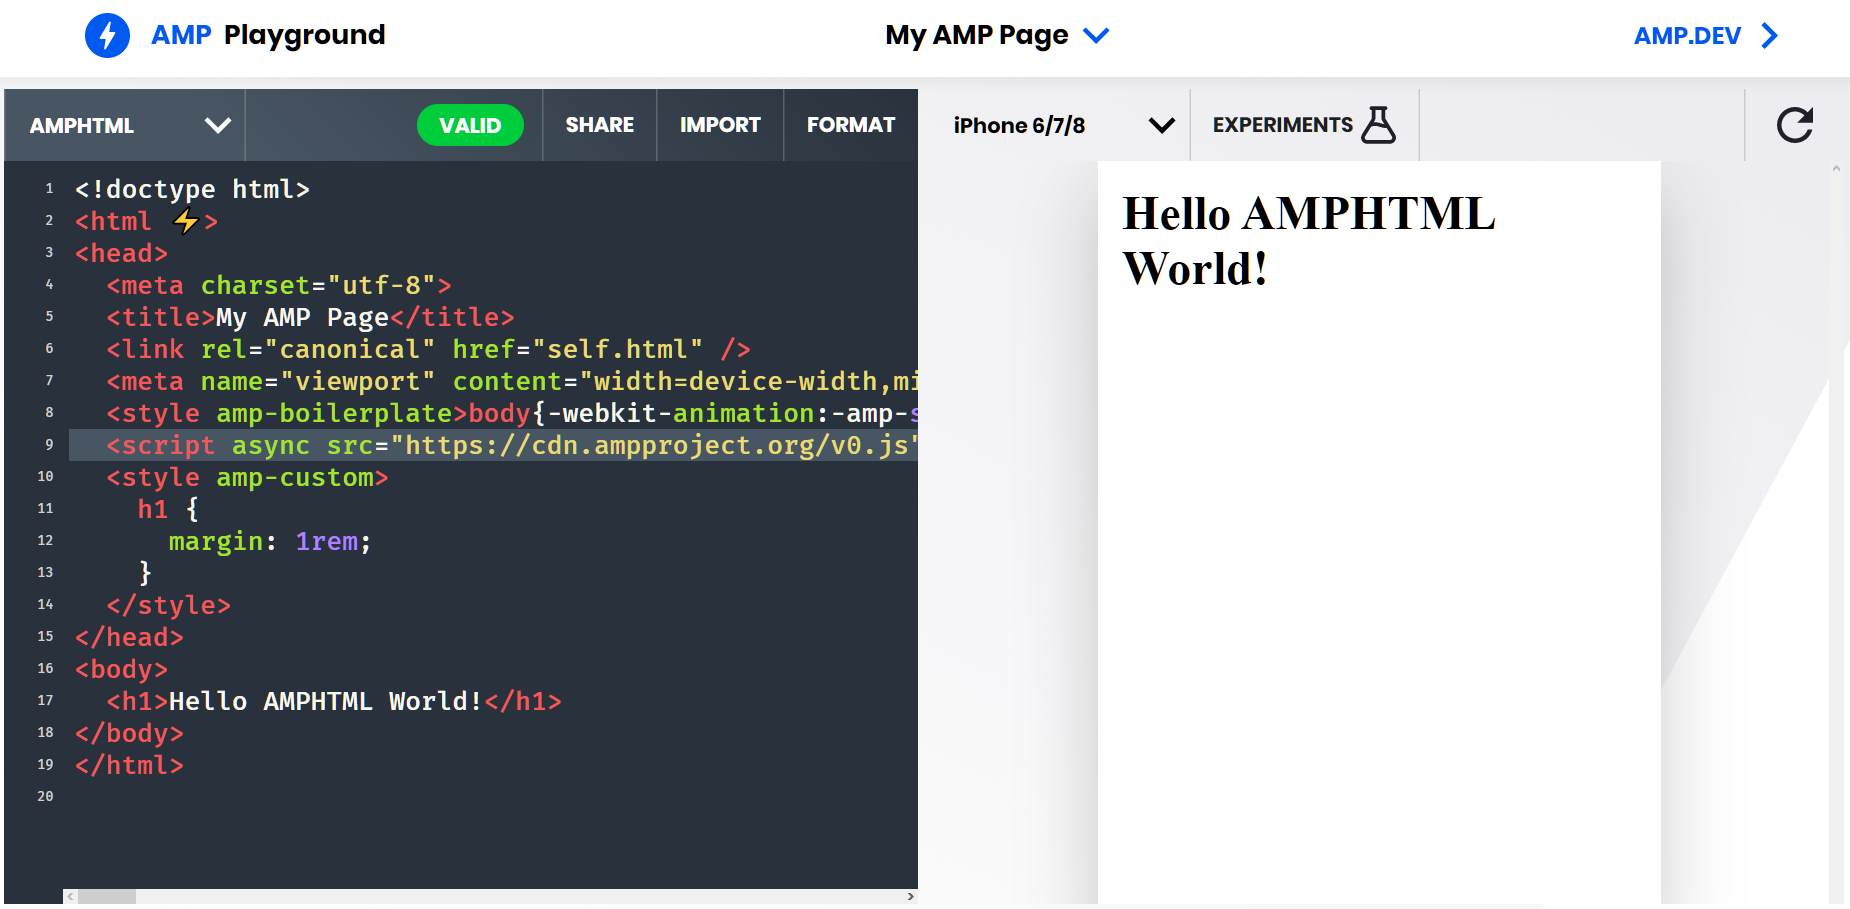 AMP Playground
My AMP Page
AMP.DEV
AMPHTML
VALID
SHARE
IMPORT
FORMAT
iPhone 6/7/8
EXPERIMENTS
1 <!doctype html>
2 <html ⚡>
3 <head>
4 <meta charset="utf-8">
5 <title>My AMP Page</title>
6 <link rel="canonical" href="self.html" />
7 <meta name="viewport" content="width=device-width,mi
8 <style amp-boilerplate>body{-webkit-animation:-amp-s
9 <script async src="https://cdn.ampproject.org/v0.js"
10 <style amp-custom>
11 h1 {
12 margin: 1rem;
13 }
14 </style>
15 </head>
16 <body>
17 <h1>Hello AMPHTML World!</h1>
18 </body>
19 </html>
20
Hello AMPHTML
World!